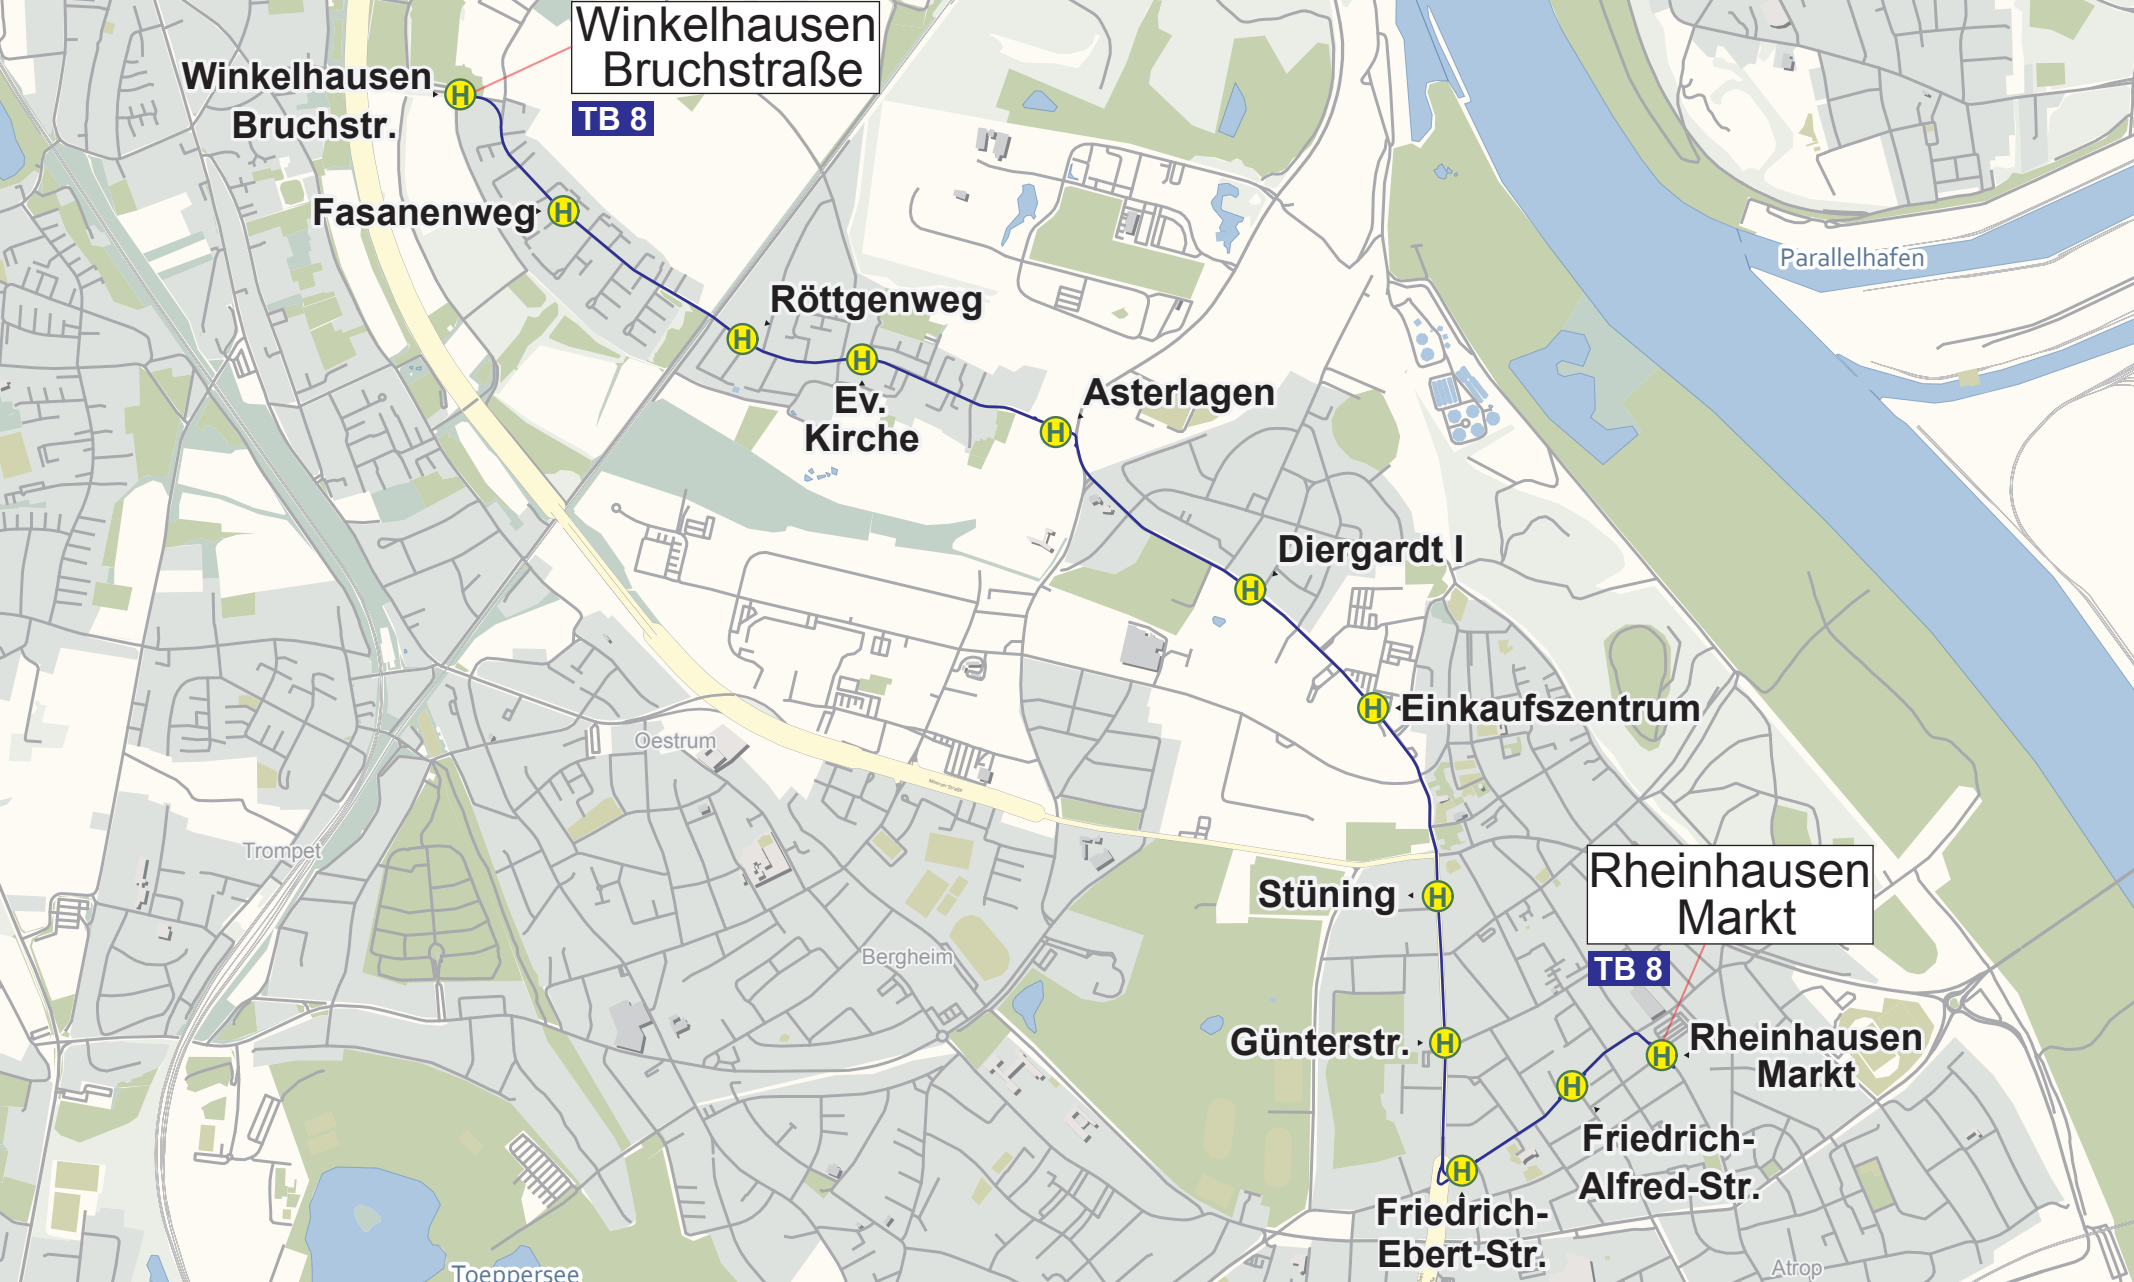 Winkelhausen
Bruchstraße
TB 8
Winkelhausen
Bruchstr.
Fasanenweg
H
H
Parallelhafen
Röttgenweg
H
H
Ev.
Kirche
Asterlagen
H
Diergardt I
H
Einkaufszentrum
H
Oestrum
Trompet
Rheinhausen
Markt
TB 8
Stüning
H
Bergheim
Günterstr.
H
Rheinhausen
Markt
H
H
Friedrich-
Alfred-Str.
H
Friedrich-
Ebert-Str.
Toeppersee
Atrop